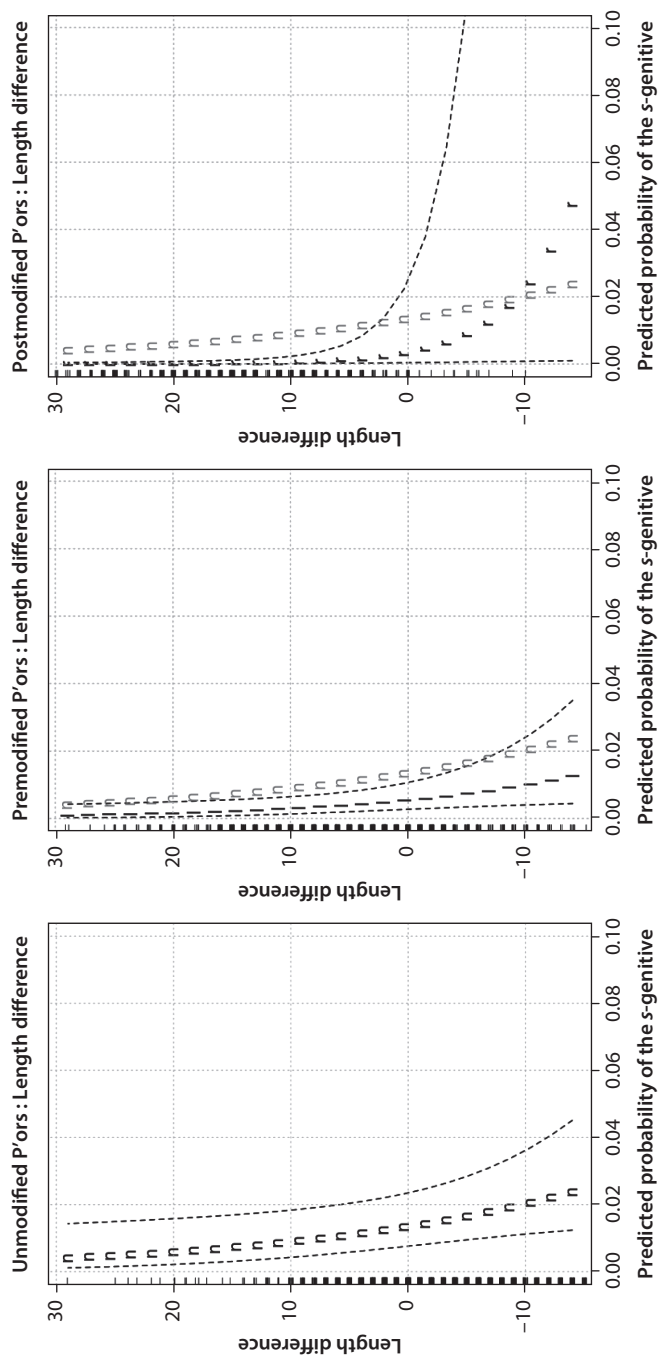 Unmodified P'ors : Length difference
30
20
10
0
−10
Length difference
0.00 0.02 0.04 0.06 0.08 0.10
Predicted probability of the s-genitive
Premodified P'ors : Length difference
30
20
10
0
−10
Length difference
0.00 0.02 0.04 0.06 0.08 0.10
Predicted probability of the s-genitive
Postmodified P'ors : Length difference
30
20
10
0
−10
Length difference
0.00 0.02 0.04 0.06 0.08 0.10
Predicted probability of the s-genitive